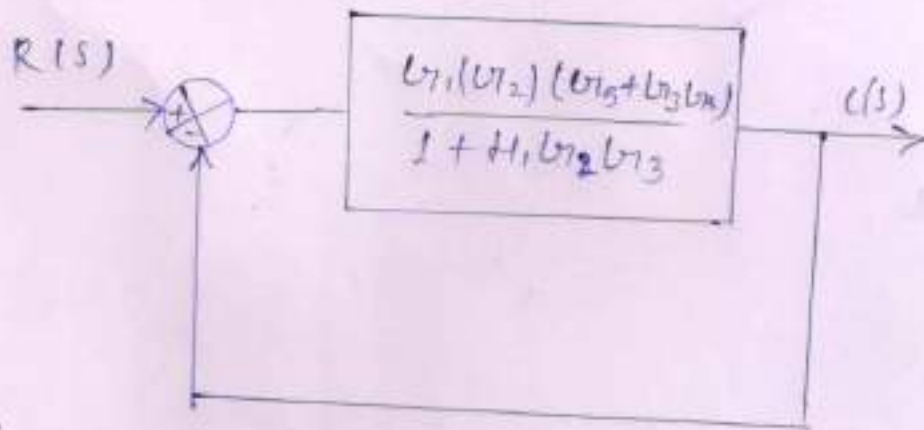 R(S)
G1(G2) (G5+G3G4)
C(S)
+
1 + H1G2G3
-